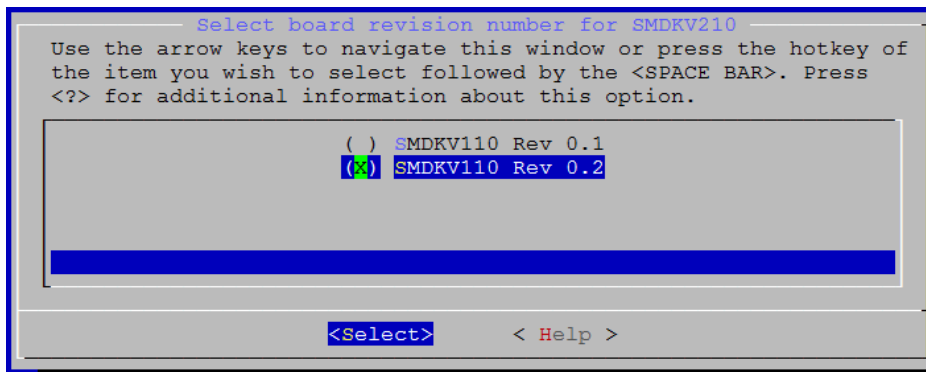 Select board revision number for SMDKV210
Use the arrow keys to navigate this window or press the hotkey of
the item you wish to select followed by the <SPACE BAR>. Press
<?> for additional information about this option.
( ) SMDKV110 Rev 0.1
(X) SMDKV110 Rev 0.2
<Select> < Help >